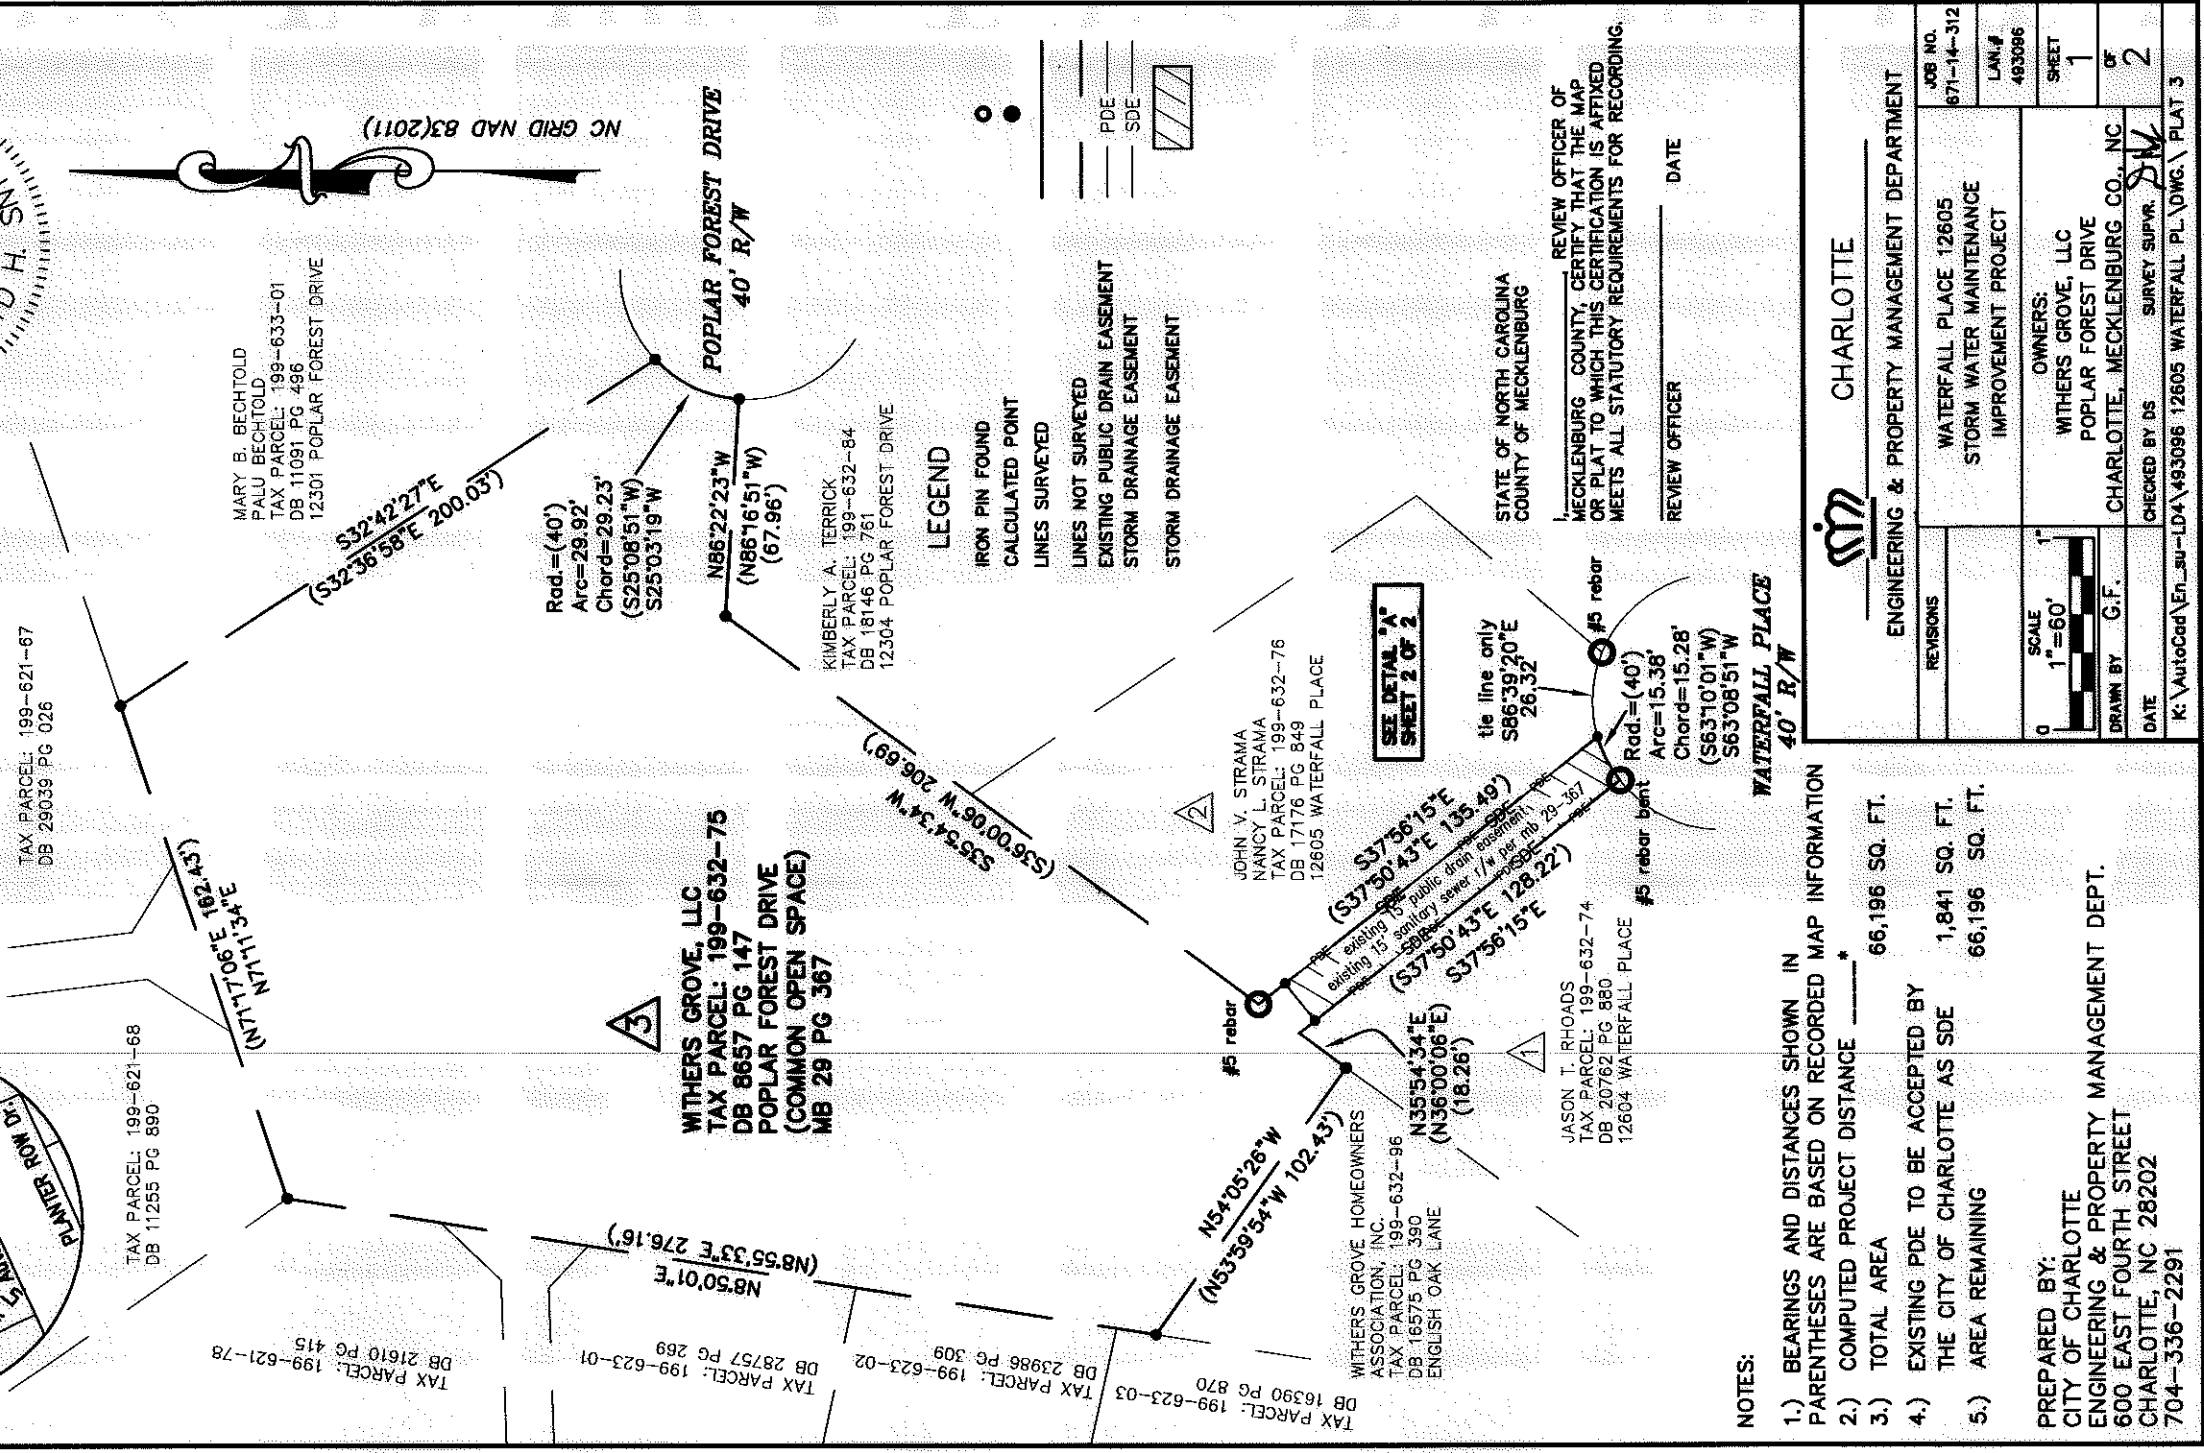 TAX PARCEL: 199-621-67
DB 29039 PG 026
MARY B. BECHTOLD
PALU BECHTOLD
TAX PARCEL: 199-633-01
DB 11091 PG 496
12301 POPLAR FOREST DRIVE
NC GRID NAD 83(2011)
PLANTER ROW Dr.
TAX PARCEL: 199-621-68
DB 11255 PG 890
(N71°17'06"E 162.43')
N71°11'34"E
S32°42'27"E
(S32°36'58"E 200.03')
POPLAR FOREST DRIVE
40' R/W
Rad.=(40')
Arc=29.92'
Chord=29.23'
(S25°08'51"W)
S25°03'19"W
N86°22'23"W
(N86°16'51"W)
(67.96')
KIMBERLY A. TERRICK
TAX PARCEL: 199-632-84
DB 18146 PG 761
12304 POPLAR FOREST DRIVE
3
WITHERS GROVE, LLC
TAX PARCEL: 199-632-75
DB 8657 PG 147
POPLAR FOREST DRIVE
(COMMON OPEN SPACE)
MB 29 PG 367
S35°54'34"W
(S36°00'06"W 206.69')
(N8°55'33"E 276.16')
N8°50'01"E
TAX PARCEL: 199-621-78
DB 21610 PG 415
TAX PARCEL: 199-623-01
DB 28757 PG 269
TAX PARCEL: 199-623-02
DB 23986 PG 309
TAX PARCEL: 199-623-03
DB 16390 PG 870
LEGEND
IRON PIN FOUND
CALCULATED POINT
LINES SURVEYED
LINES NOT SURVEYED
EXISTING PUBLIC DRAIN EASEMENT
PDE
STORM DRAINAGE EASEMENT
SDE
STORM DRAINAGE EASEMENT
2
JOHN V. STRAMA
NANCY L. STRAMA
TAX PARCEL: 199-632-76
DB 17176 PG 849
12605 WATERFALL PLACE
#5 rebar
SEE DETAIL "A"
SHEET 2 OF 2
S37°56'15"E
(S37°50'43"E 135.49')
PDE
SDE
existing 15' public drain easement
existing 15' sanitary sewer r/w per mb 29-367
(S37°50'43"E 128.22')
S37°56'15"E
tie line only
S86°39'20"E
26.32'
#5 rebar
Rad.=(40')
Arc=15.38'
Chord=15.28'
(S63°10'01"W)
S63°08'51"W
#5 rebar bent
WATERFALL PLACE
40' R/W
N54°05'26"W
(N53°59'54"W 102.43')
N35°54'34"E
(N36°00'06"E)
(18.26')
WITHERS GROVE HOMEOWNERS
ASSOCIATION, INC.
TAX PARCEL: 199-632-96
DB 16575 PG 390
ENGLISH OAK LANE
1
JASON T. RHOADS
TAX PARCEL: 199-632-74
DB 20762 PG 880
12604 WATERFALL PLACE
STATE OF NORTH CAROLINA
COUNTY OF MECKLENBURG
I, REVIEW OFFICER OF
MECKLENBURG COUNTY, CERTIFY THAT THE MAP
OR PLAT TO WHICH THIS CERTIFICATION IS AFFIXED
MEETS ALL STATUTORY REQUIREMENTS FOR RECORDING.
REVIEW OFFICER DATE
NOTES:
1.) BEARINGS AND DISTANCES SHOWN IN
PARENTHESES ARE BASED ON RECORDED MAP INFORMATION
2.) COMPUTED PROJECT DISTANCE ____*
3.) TOTAL AREA 66,196 SQ. FT.
4.) EXISTING PDE TO BE ACCEPTED BY
THE CITY OF CHARLOTTE AS SDE 1,841 SQ. FT.
5.) AREA REMAINING 66,196 SQ. FT.
PREPARED BY:
CITY OF CHARLOTTE
ENGINEERING & PROPERTY MANAGEMENT DEPT.
600 EAST FOURTH STREET
CHARLOTTE, NC 28202
704-336-2291
CHARLOTTE
ENGINEERING & PROPERTY MANAGEMENT DEPARTMENT
REVISIONS
WATERFALL PLACE 12605
STORM WATER MAINTENANCE
IMPROVEMENT PROJECT
JOB NO.
671-14-312
LAN.#
493096
SHEET
1
OF
2
SCALE
1"=60'
0 1"
OWNERS:
WITHERS GROVE, LLC
POPLAR FOREST DRIVE
CHARLOTTE, MECKLENBURG CO., NC
DRAWN BY G.F.
DATE
CHECKED BY DS
SURVEY SUPVR.
K:\AutoCad\En_su-LD4\493096 12605 WATERFALL PL\DWG.\ PLAT 3